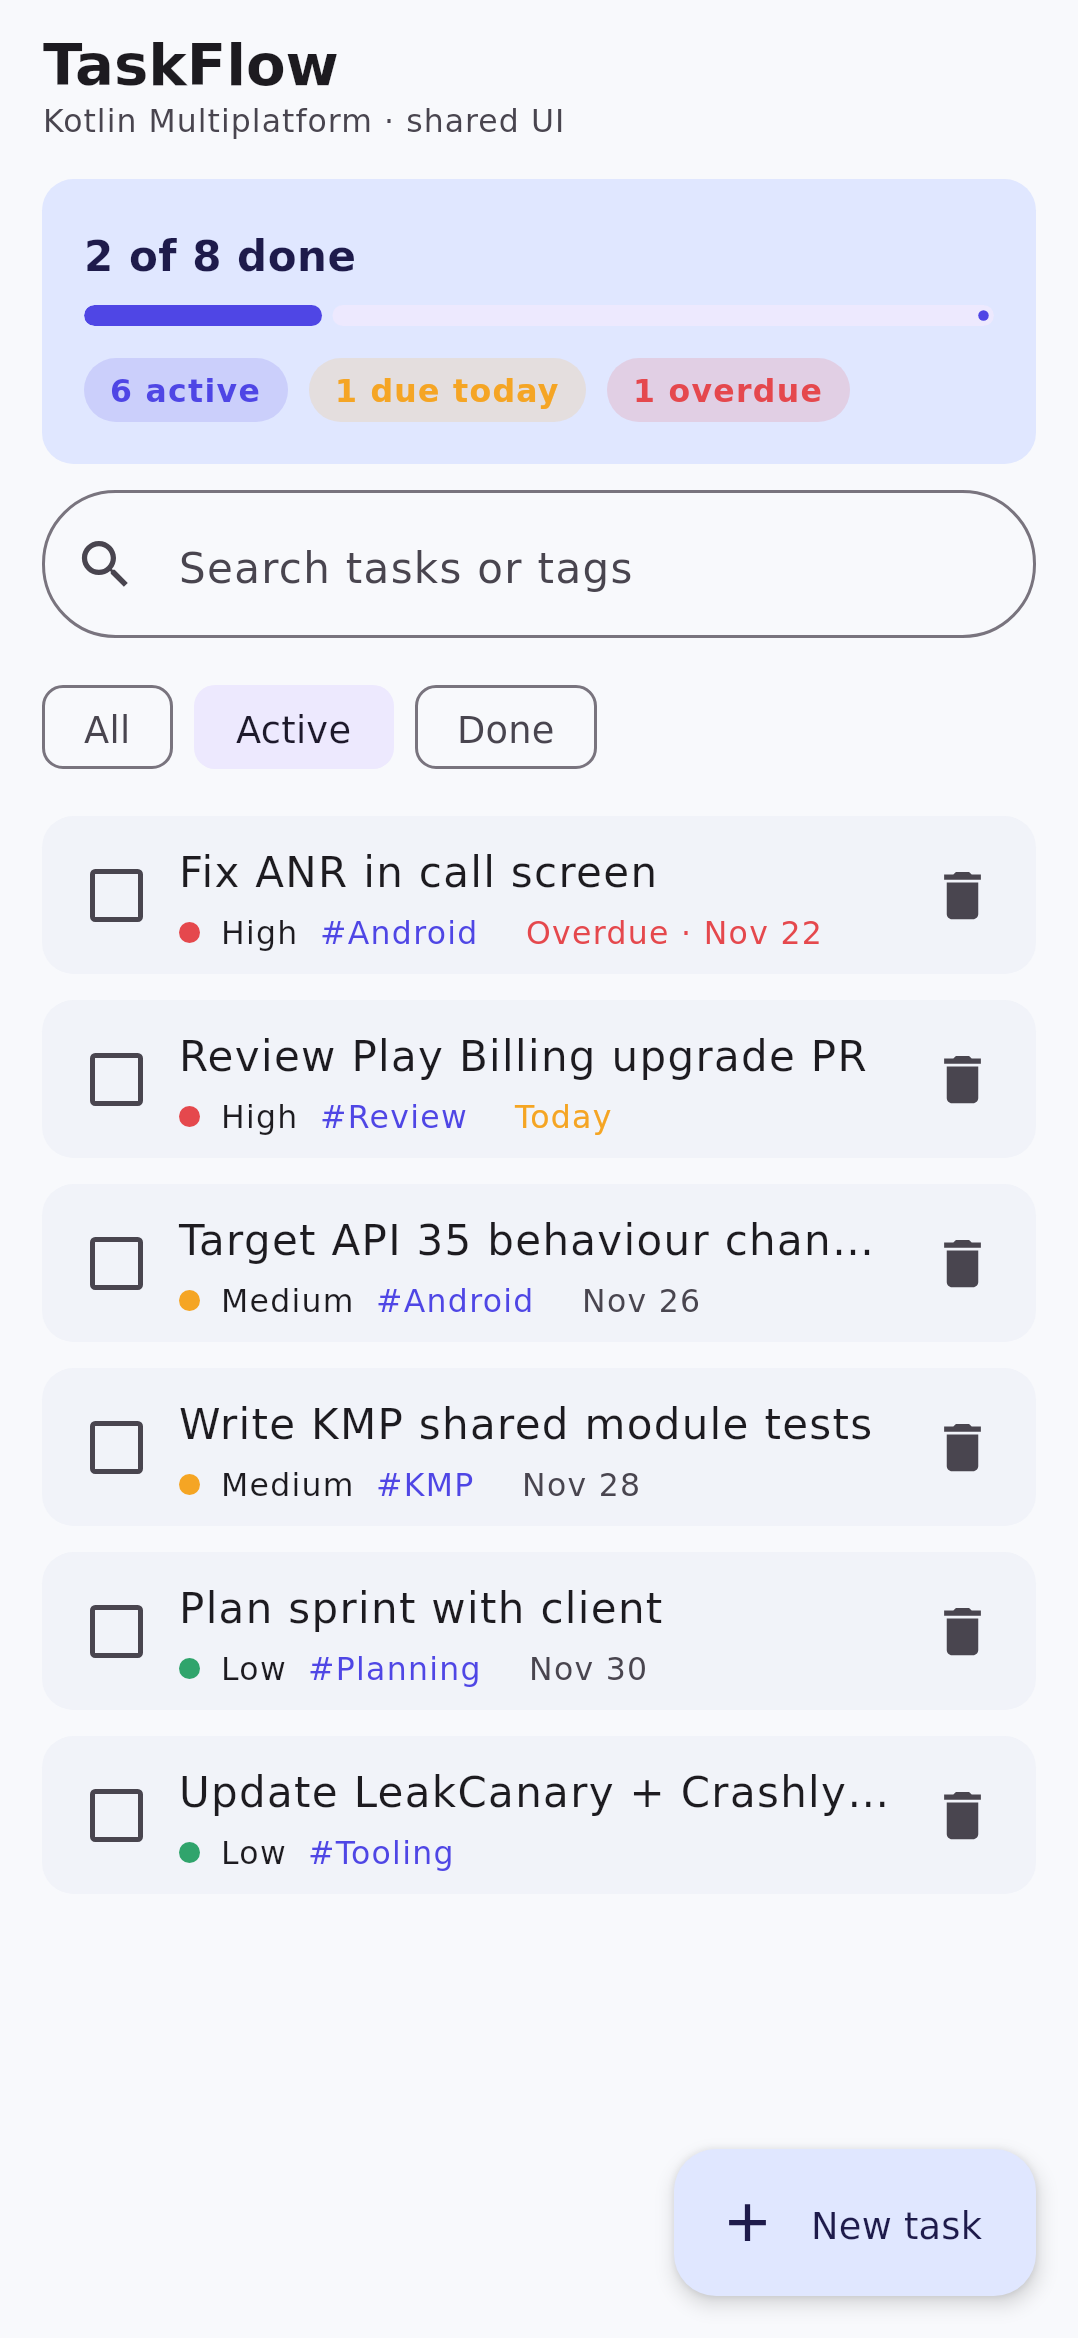 TaskFlow
Kotlin Multiplatform · shared UI
2 of 8 done
6 active 1 due today 1 overdue
Search tasks or tags
All Active Done
Fix ANR in call screen
High #Android Overdue · Nov 22
Review Play Billing upgrade PR
High #Review Today
Target API 35 behaviour chan...
Medium #Android Nov 26
Write KMP shared module tests
Medium #KMP Nov 28
Plan sprint with client
Low #Planning Nov 30
Update LeakCanary + Crashly...
Low #Tooling
+ New task